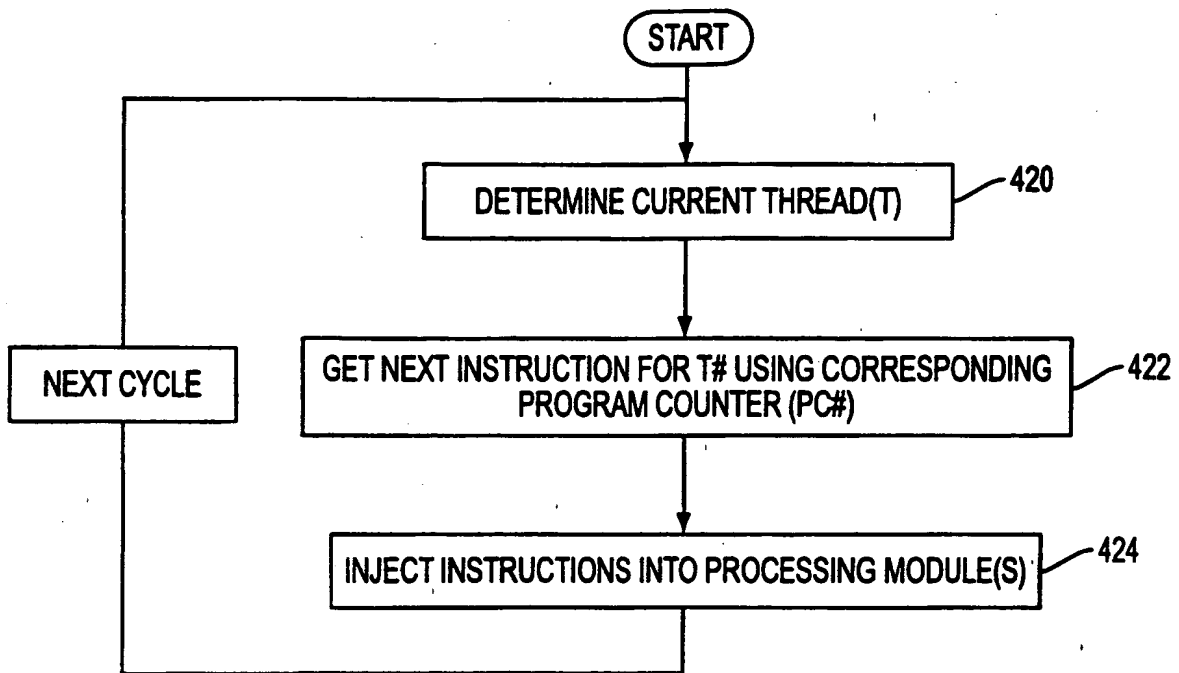 START
DETERMINE CURRENT THREAD(T)
420
NEXT CYCLE
GET NEXT INSTRUCTION FOR T# USING CORRESPONDING
PROGRAM COUNTER (PC#)
422
INJECT INSTRUCTIONS INTO PROCESSING MODULE(S)
424